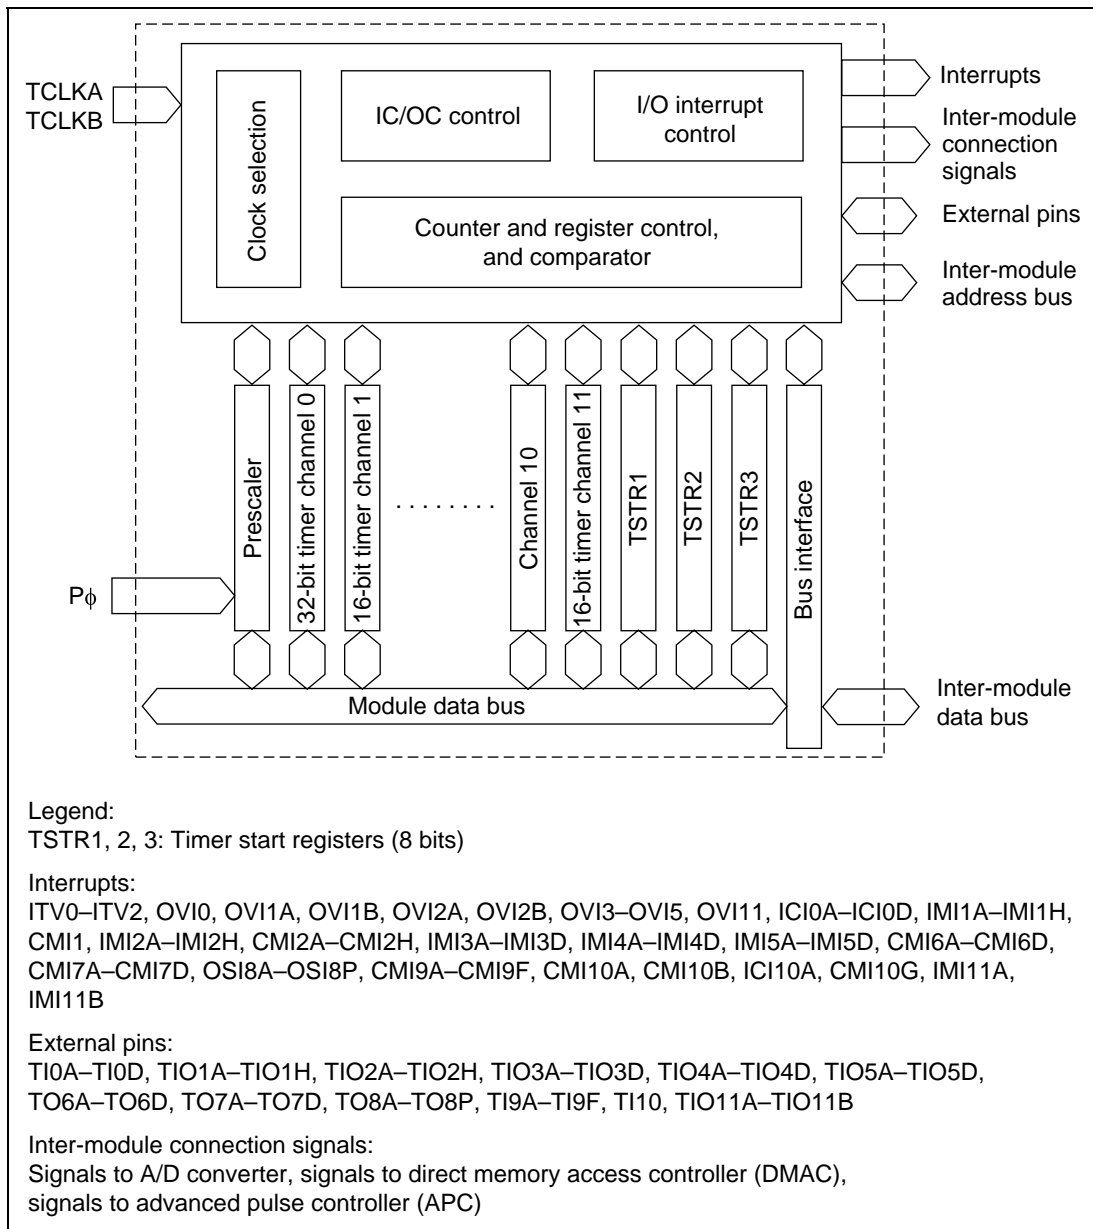 TCLKA
TCLKB
Clock selection
IC/OC control
I/O interrupt
control
Counter and register control,
and comparator
Interrupts
Inter-module
connection
signals
External pins
Inter-module
address bus
Pϕ
Prescaler
32-bit timer channel 0
16-bit timer channel 1
. . . . . . . .
Channel 10
16-bit timer channel 11
TSTR1
TSTR2
TSTR3
Bus interface
Module data bus
Inter-module
data bus
Legend:
TSTR1, 2, 3: Timer start registers (8 bits)
Interrupts:
ITV0–ITV2, OVI0, OVI1A, OVI1B, OVI2A, OVI2B, OVI3–OVI5, OVI11, ICI0A–ICI0D, IMI1A–IMI1H,
CMI1, IMI2A–IMI2H, CMI2A–CMI2H, IMI3A–IMI3D, IMI4A–IMI4D, IMI5A–IMI5D, CMI6A–CMI6D,
CMI7A–CMI7D, OSI8A–OSI8P, CMI9A–CMI9F, CMI10A, CMI10B, ICI10A, CMI10G, IMI11A,
IMI11B
External pins:
TI0A–TI0D, TIO1A–TIO1H, TIO2A–TIO2H, TIO3A–TIO3D, TIO4A–TIO4D, TIO5A–TIO5D,
TO6A–TO6D, TO7A–TO7D, TO8A–TO8P, TI9A–TI9F, TI10, TIO11A–TIO11B
Inter-module connection signals:
Signals to A/D converter, signals to direct memory access controller (DMAC),
signals to advanced pulse controller (APC)